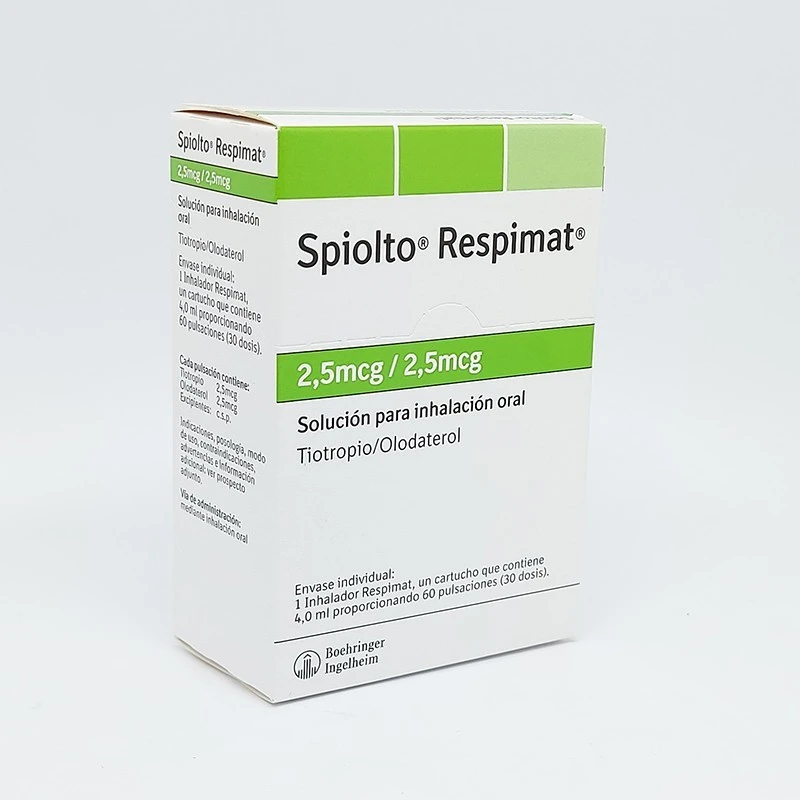 Spiolto® Respimat®
2,5mcg / 2,5mcg
Solución para inhalación
oral
Tiotropio/Olodaterol
Envase individual:
1 Inhalador Respimat,
un cartucho que contiene
4,0 ml proporcionando
60 pulsaciones (30 dosis).
Cada pulsación contiene:
Tiotropio 2,5mcg
Olodaterol 2,5mcg
Excipientes: c.s.p.
Indicaciones, posología, modo
de uso, contraindicaciones,
advertencias e información
adicional: ver prospecto
adjunto.
Vía de administración:
mediante inhalación oral
Spiolto® Respimat®
2,5mcg / 2,5mcg
Solución para inhalación oral
Tiotropio/Olodaterol
Envase individual:
1 Inhalador Respimat, un cartucho que contiene
4,0 ml proporcionando 60 pulsaciones (30 dosis).
Boehringer
Ingelheim